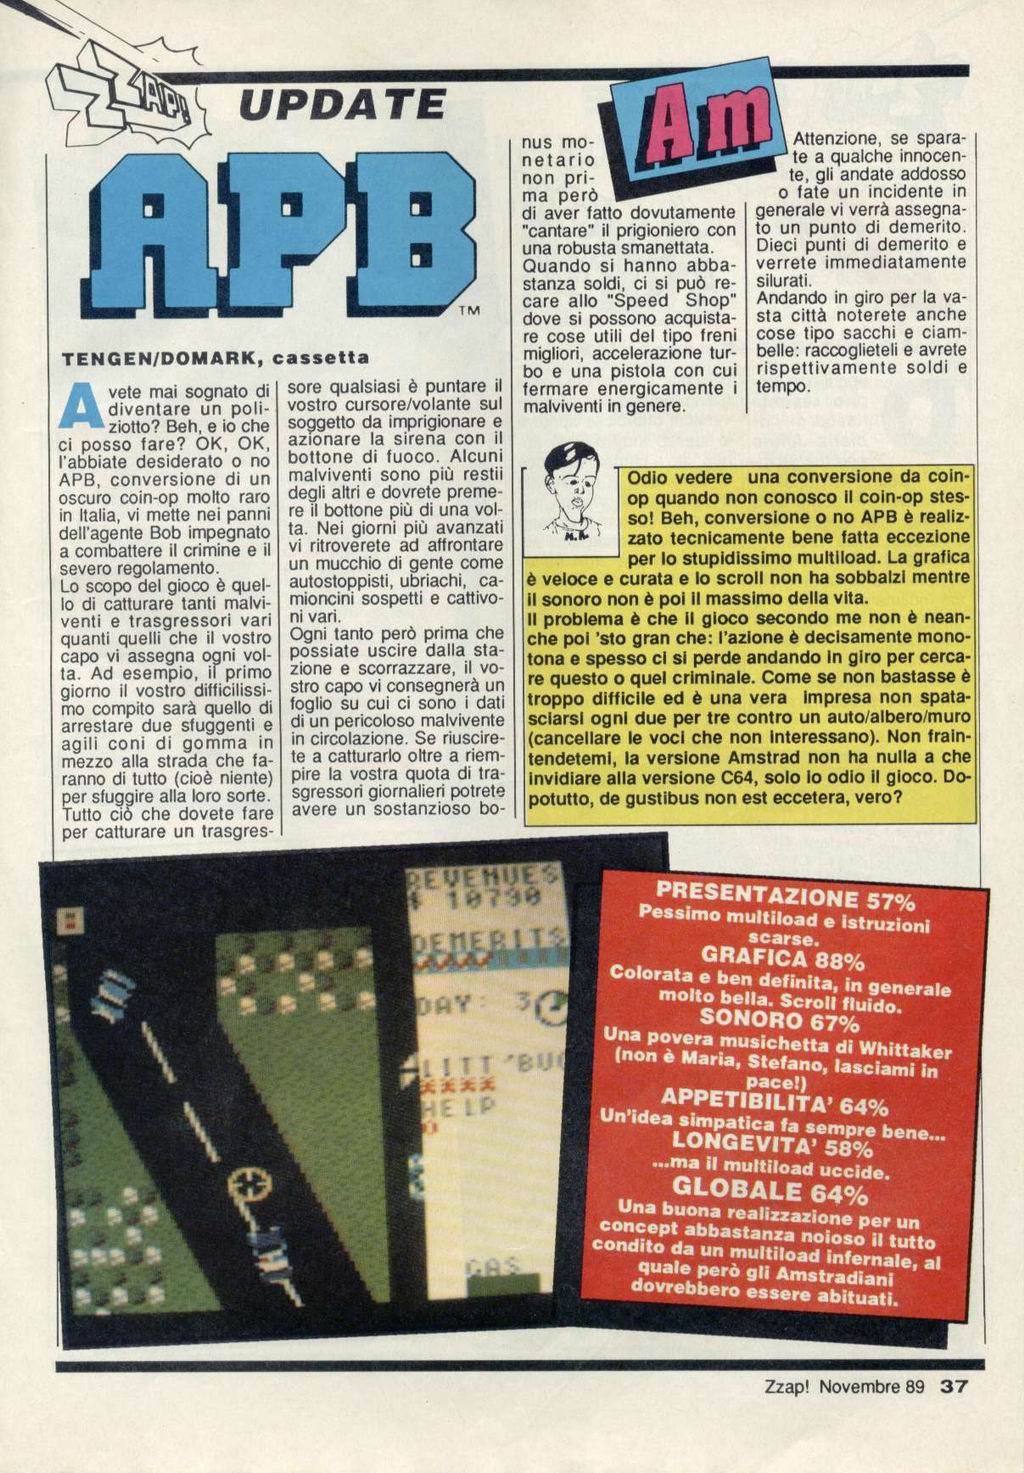 ZZAP!
UPDATE
Am
APB
TM
TENGEN/DOMARK, cassetta
Avete mai sognato di
diventare un poli-
ziotto? Beh, e io che
ci posso fare? OK, OK,
l'abbiate desiderato o no
APB, conversione di un
oscuro coin-op molto raro
in Italia, vi mette nei panni
dell'agente Bob impegnato
a combattere il crimine e il
severo regolamento.
Lo scopo del gioco è quel-
lo di catturare tanti malvi-
venti e trasgressori vari
quanti quelli che il vostro
capo vi assegna ogni vol-
ta. Ad esempio, il primo
giorno il vostro difficilissi-
mo compito sarà quello di
arrestare due sfuggenti e
agili coni di gomma in
mezzo alla strada che fa-
ranno di tutto (cioè niente)
per sfuggire alla loro sorte.
Tutto ciò che dovete fare
per catturare un trasgres-
sore qualsiasi è puntare il
vostro cursore/volante sul
soggetto da imprigionare e
azionare la sirena con il
bottone di fuoco. Alcuni
malviventi sono più restii
degli altri e dovrete preme-
re il bottone più di una vol-
ta. Nei giorni più avanzati
vi ritroverete ad affrontare
un mucchio di gente come
autostoppisti, ubriachi, ca-
mioncini sospetti e cattivo-
ni vari.
Ogni tanto però prima che
possiate uscire dalla sta-
zione e scorrazzare, il vo-
stro capo vi consegnerà un
foglio su cui ci sono i dati
di un pericoloso malvivente
in circolazione. Se riuscire-
te a catturarlo oltre a riem-
pire la vostra quota di tra-
sgressori giornalieri potrete
avere un sostanzioso bo-
nus mo-
netario
non pri-
ma però
di aver fatto dovutamente
"cantare" il prigioniero con
una robusta smanettata.
Quando si hanno abba-
stanza soldi, ci si può re-
care allo "Speed Shop"
dove si possono acquista-
re cose utili del tipo freni
migliori, accelerazione tur-
bo e una pistola con cui
fermare energicamente i
malviventi in genere.
Attenzione, se spara-
te a qualche innocen-
te, gli andate addosso
o fate un incidente in
generale vi verrà assegna-
to un punto di demerito.
Dieci punti di demerito e
verrete immediatamente
silurati.
Andando in giro per la va-
sta città noterete anche
cose tipo sacchi e ciam-
belle: raccoglieteli e avrete
rispettivamente soldi e
tempo.
M.R.
Odio vedere una conversione da coin-
op quando non conosco il coin-op stes-
so! Beh, conversione o no APB è realiz-
zato tecnicamente bene fatta eccezione
per lo stupidissimo multiload. La grafica
è veloce e curata e lo scroll non ha sobbalzi mentre
il sonoro non è poi il massimo della vita.
Il problema è che il gioco secondo me non è nean-
che poi 'sto gran che: l'azione è decisamente mono-
tona e spesso ci si perde andando in giro per cerca-
re questo o quel criminale. Come se non bastasse è
troppo difficile ed è una vera impresa non spata-
sciarsi ogni due per tre contro un auto/albero/muro
(cancellare le voci che non interessano). Non frain-
tendetemi, la versione Amstrad non ha nulla a che
invidiare alla versione C64, solo io odio il gioco. Do-
potutto, de gustibus non est eccetera, vero?
REVENUES
$ 10790
DEMERITS
DAY: 3
LITT'BUG
HELP
GAS
PRESENTAZIONE 57%
Pessimo multiload e istruzioni
scarse.
GRAFICA 88%
Colorata e ben definita, in generale
molto bella. Scroll fluido.
SONORO 67%
Una povera musichetta di Whittaker
(non è Maria, Stefano, lasciami in
pace!)
APPETIBILITA' 64%
Un'idea simpatica fa sempre bene...
LONGEVITA' 58%
...ma il multiload uccide.
GLOBALE 64%
Una buona realizzazione per un
concept abbastanza noioso il tutto
condito da un multiload infernale, al
quale però gli Amstradiani
dovrebbero essere abituati.
Zzap! Novembre 89 37